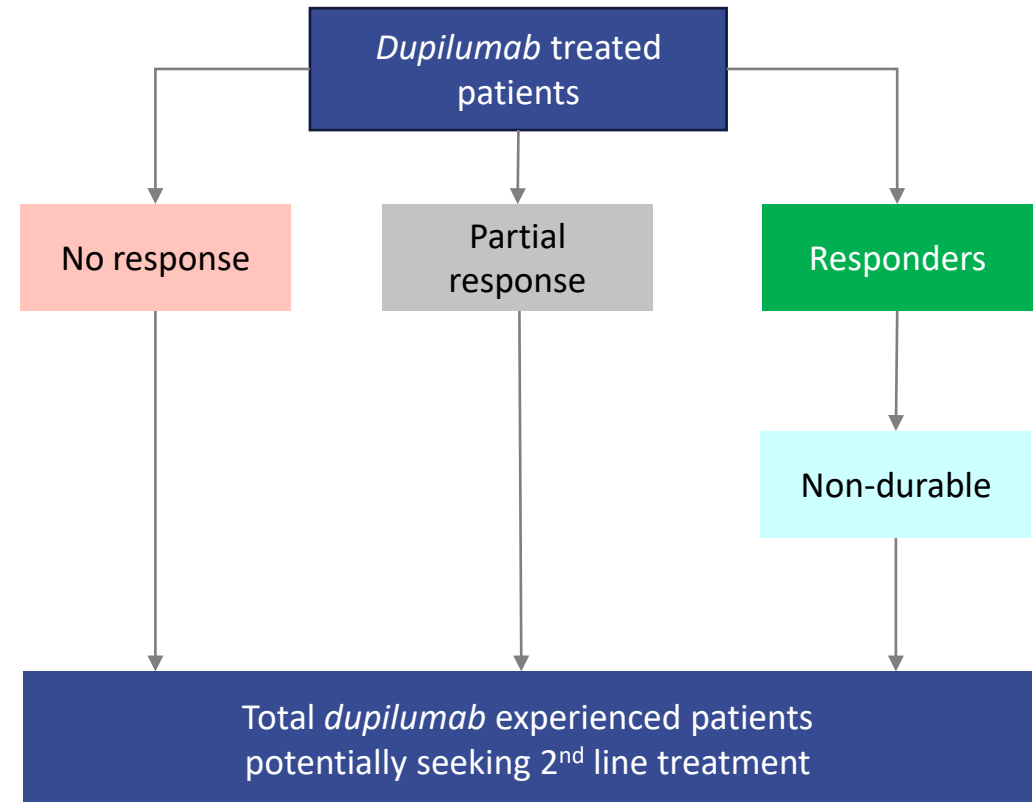 Dupilumab treated
patients
No response
Partial
response
Responders
Non-durable
Total dupilumab experienced patients
potentially seeking 2nd line treatment